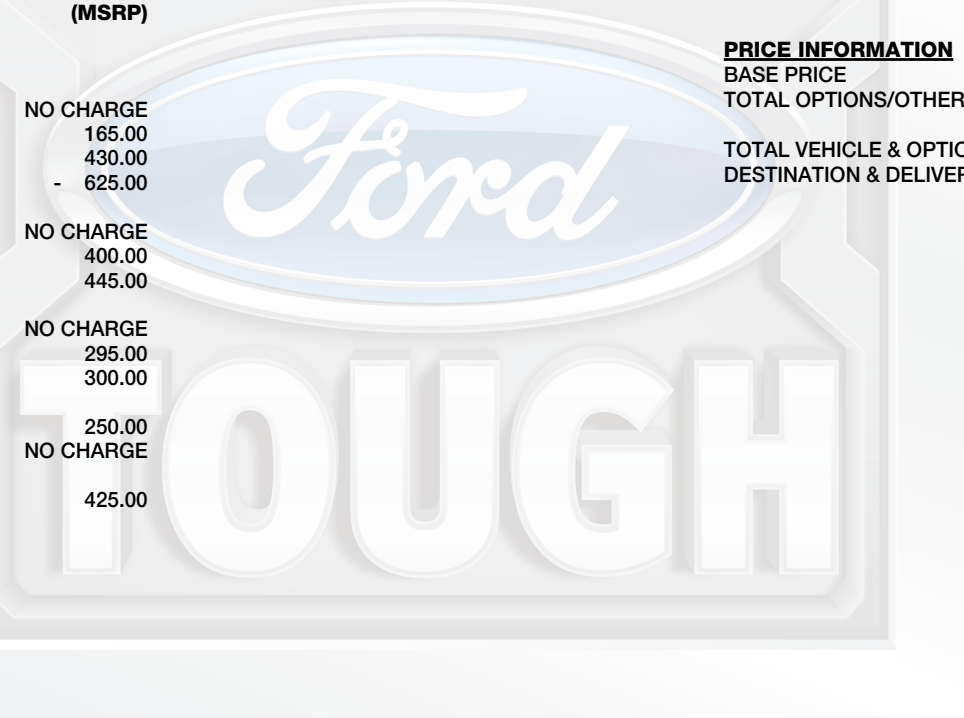 (MSRP)
NO CHARGE
165.00
430.00
- 625.00
NO CHARGE
400.00
445.00
NO CHARGE
295.00
300.00
250.00
NO CHARGE
425.00
PRICE INFORMATION
BASE PRICE
TOTAL OPTIONS/OTHER
TOTAL VEHICLE & OPTIO
DESTINATION & DELIVER
Ford
TOUGH